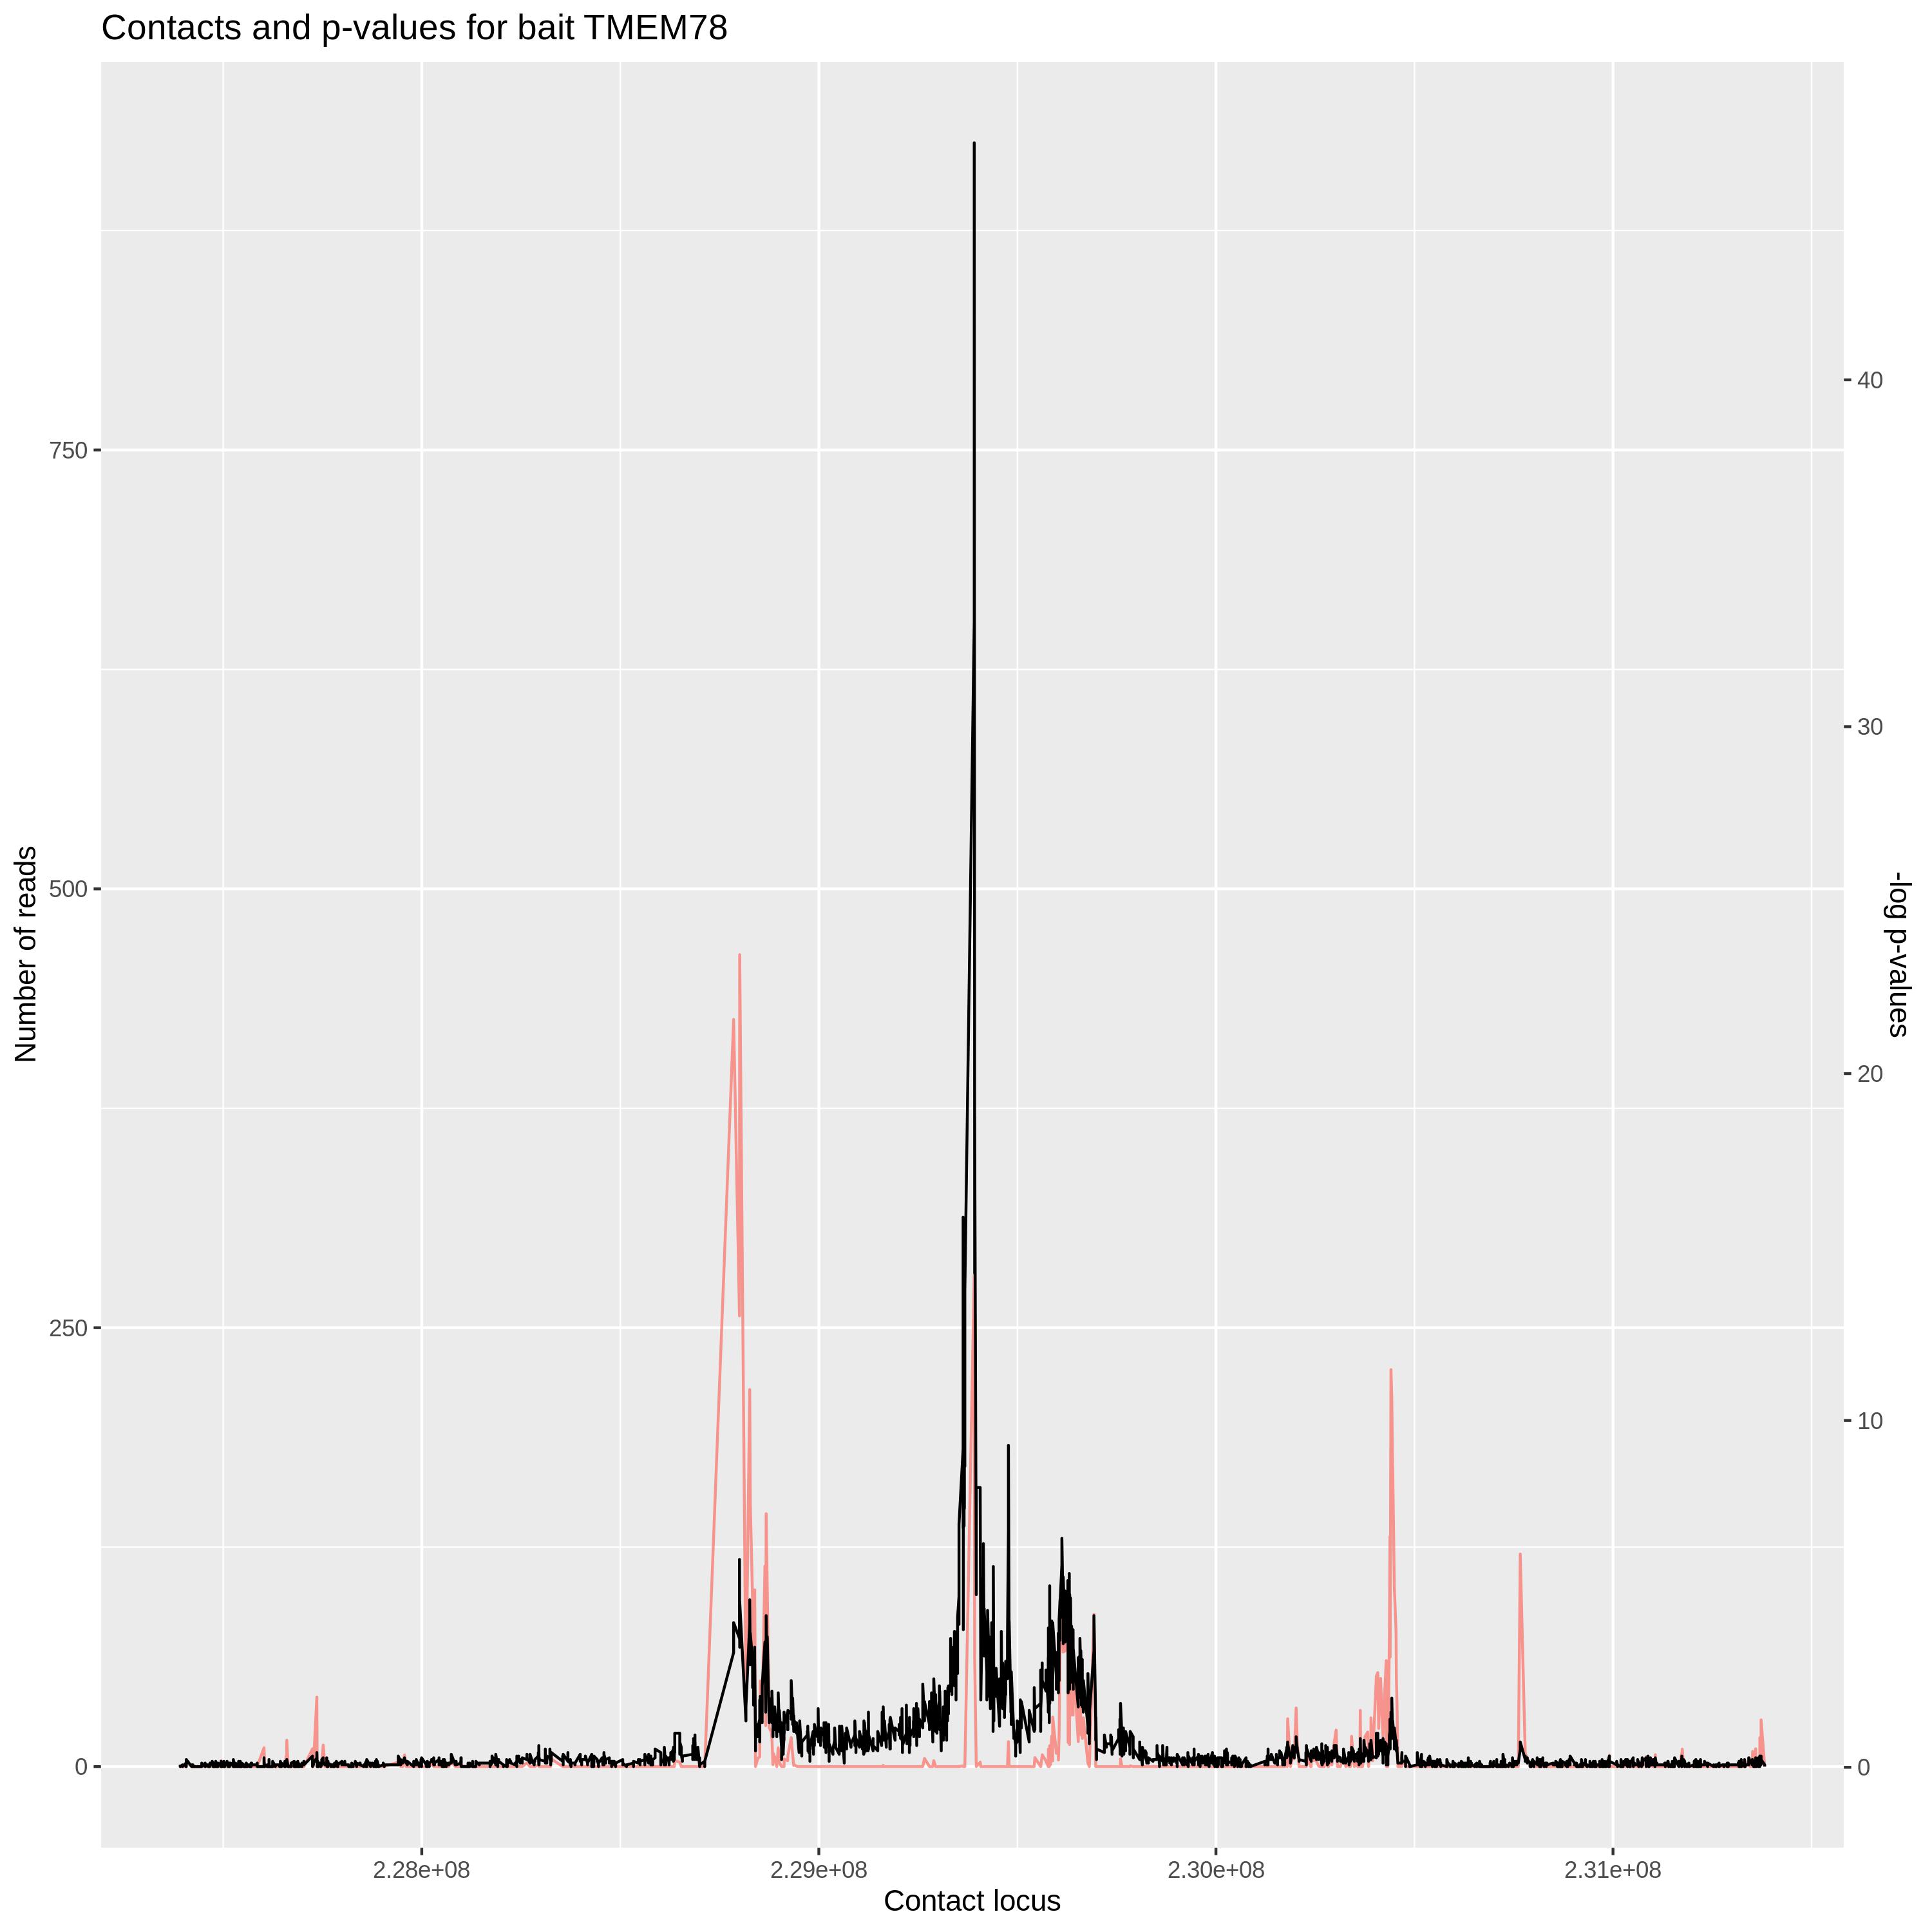 Contacts and p-values for bait TMEM78
Number of reads
750
500
250
0
40
30
20
10
0
-log p-values
2.28e+08 2.29e+08 2.30e+08 2.31e+08
Contact locus